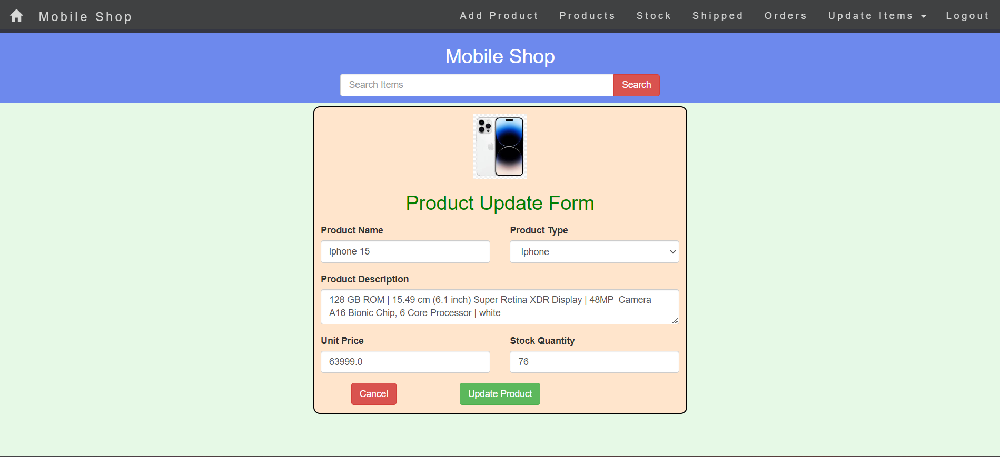 Mobile Shop
Add Product Products Stock Shipped Orders Update Items Logout
Mobile Shop
Search Items Search
Product Update Form
Product Name Product Type
iphone 15 Iphone
Product Description
128 GB ROM | 15.49 cm (6.1 inch) Super Retina XDR Display | 48MP  Camera
A16 Bionic Chip, 6 Core Processor | white
Unit Price Stock Quantity
63999.0 76
Cancel Update Product